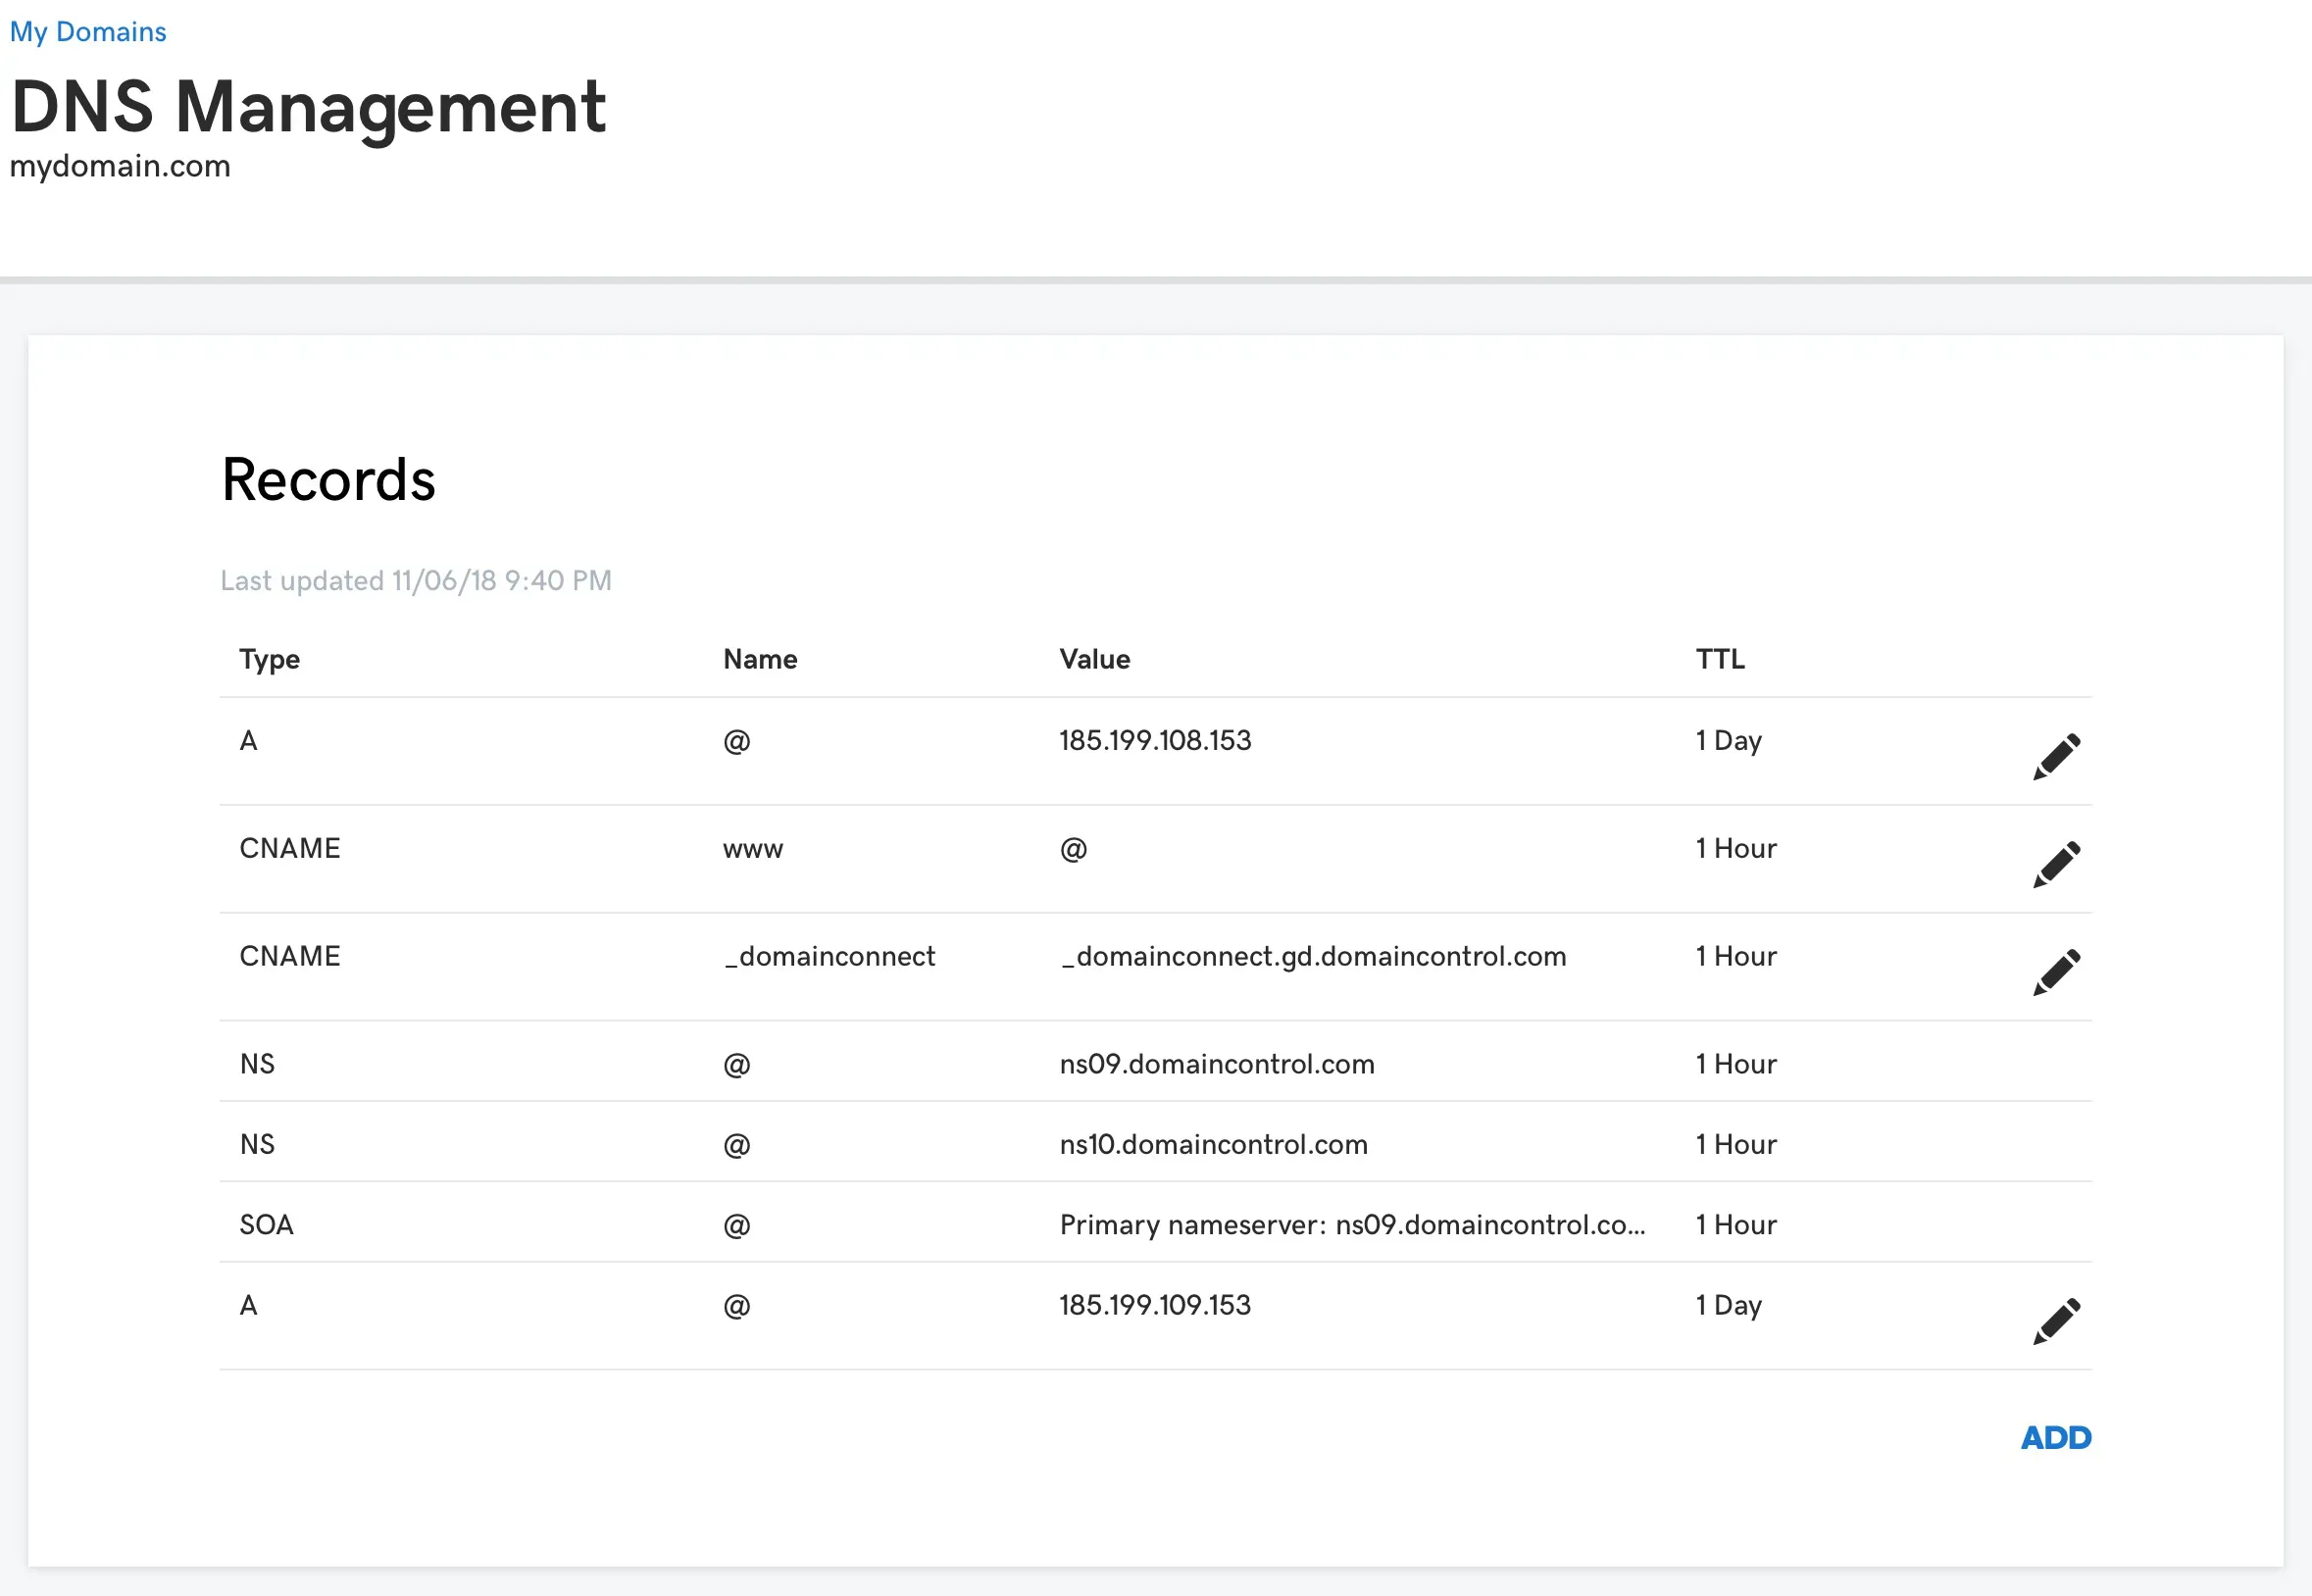 My Domains
DNS Management
mydomain.com
Records
Last updated 11/06/18 9:40 PM
Type Name Value TTL
A @ 185.199.108.153 1 Day
CNAME www @ 1 Hour
CNAME _domainconnect _domainconnect.gd.domaincontrol.com 1 Hour
NS @ ns09.domaincontrol.com 1 Hour
NS @ ns10.domaincontrol.com 1 Hour
SOA @ Primary nameserver: ns09.domaincontrol.co... 1 Hour
A @ 185.199.109.153 1 Day
ADD